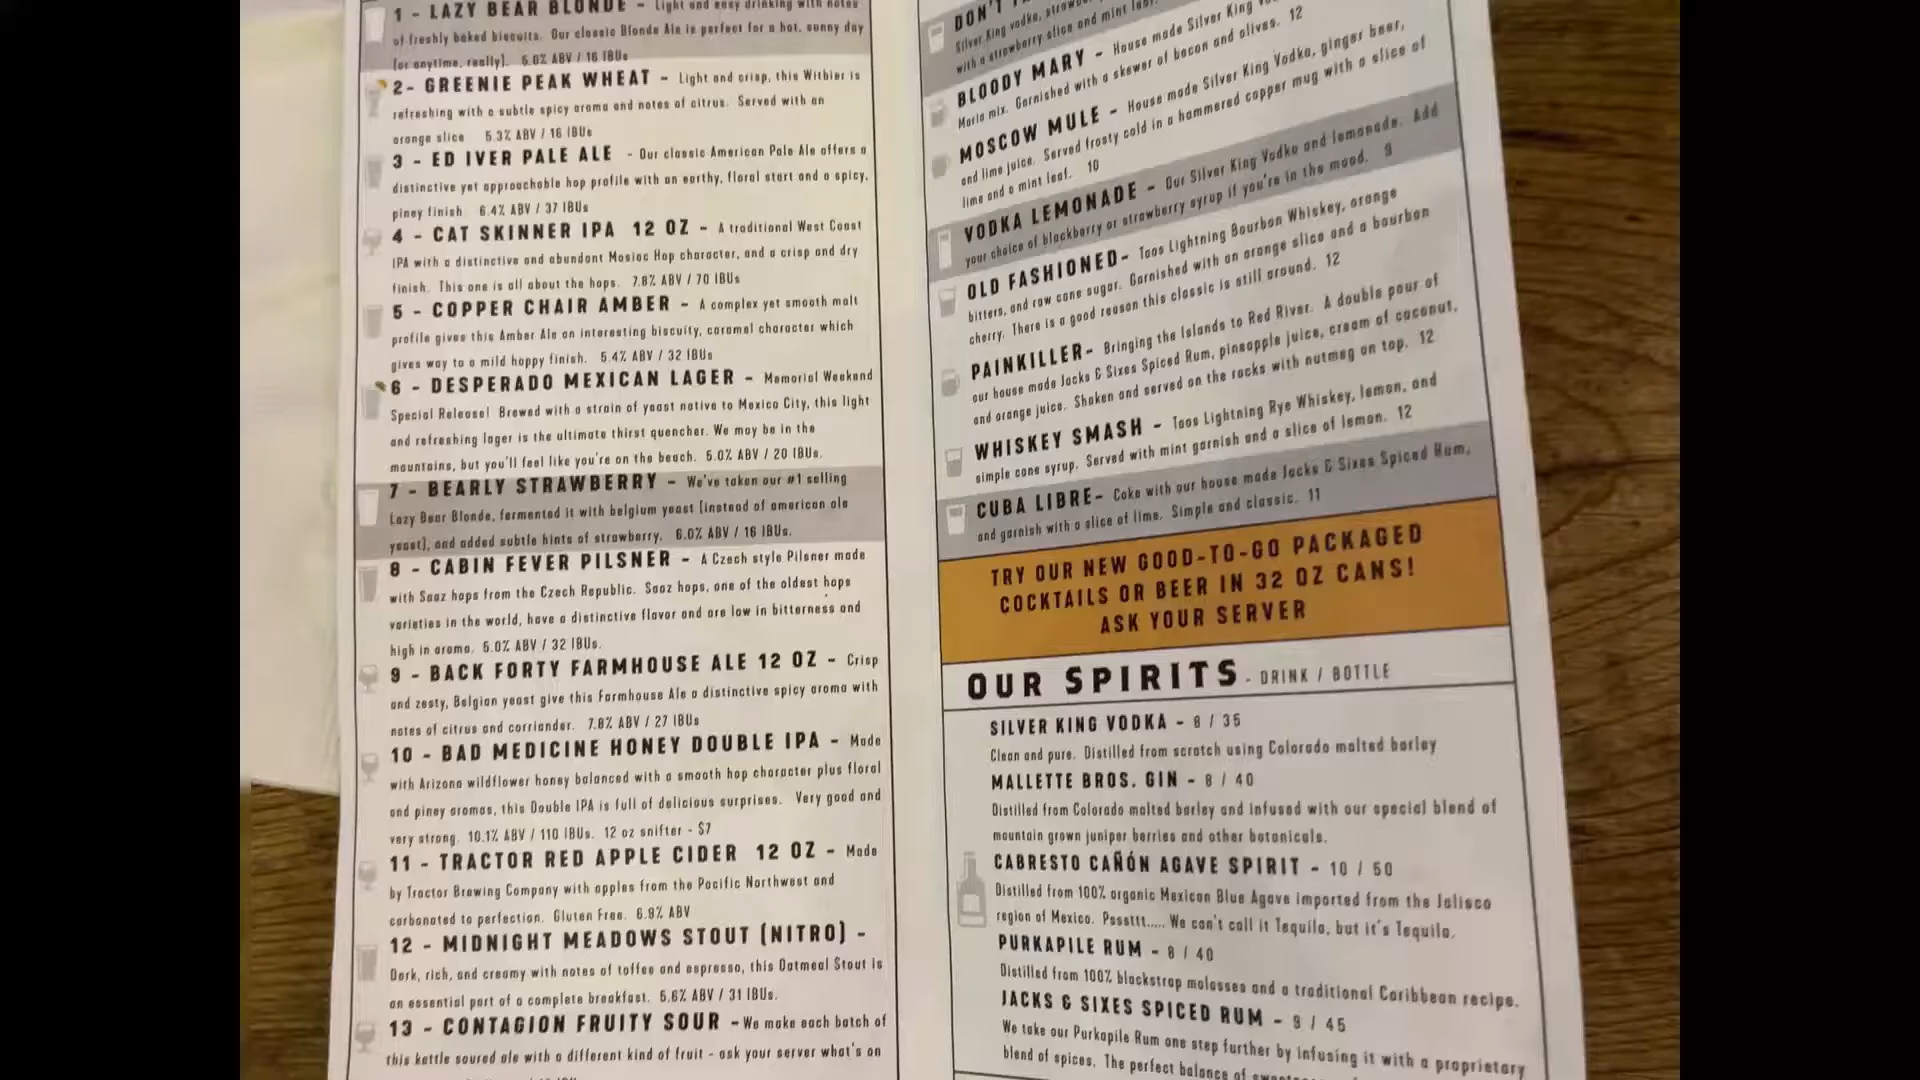 1 - LAZY BEAR BLONDE - Light and easy drinking with notes
of freshly baked biscuits. Our classic Blonde Ale is perfect for a hot, sunny day
(or anytime, really). 6.0% ABV / 16 IBUs
2- GREENIE PEAK WHEAT - Light and crisp, this Witbier is
refreshing with a subtle spicy aroma and notes of citrus. Served with an
orange slice 5.3% ABV / 16 IBUs
3 - ED IVER PALE ALE - Our classic American Pale Ale offers a
distinctive yet approachable hop profile with an earthy, floral start and a spicy,
piney finish 6.4% ABV / 37 IBUs
4 - CAT SKINNER IPA 12 OZ - A traditional West Coast
IPA with a distinctive and abundant Mosiac Hop character, and a crisp and dry
finish. This one is all about the hops. 7.8% ABV / 70 IBUs
5 - COPPER CHAIR AMBER - A complex yet smooth malt
profile gives this Amber Ale an interesting biscuity, caramel character which
gives way to a mild hoppy finish. 5.4% ABV / 32 IBUs
6 - DESPERADO MEXICAN LAGER - Memorial Weekend
Special Release! Brewed with a strain of yeast native to Mexico City, this light
and refreshing lager is the ultimate thirst quencher. We may be in the
mountains, but you'll feel like you're on the beach. 5.0% ABV / 20 IBUs.
7 - BEARLY STRAWBERRY - We've taken our #1 selling
Lazy Bear Blonde, fermented it with belgium yeast (instead of american ale
yeast), and added subtle hints of strawberry. 6.0% ABV / 16 IBUs.
8 - CABIN FEVER PILSNER - A Czech style Pilsner made
with Saaz hops from the Czech Republic. Saaz hops, one of the oldest hops
varieties in the world, have a distinctive flavor and are low in bitterness and
high in aroma. 5.0% ABV / 32 IBUs.
9 - BACK FORTY FARMHOUSE ALE 12 OZ - Crisp
and zesty, Belgian yeast give this Farmhouse Ale a distinctive spicy aroma with
notes of citrus and corriander. 7.8% ABV / 27 IBUs
10 - BAD MEDICINE HONEY DOUBLE IPA - Made
with Arizona wildflower honey balanced with a smooth hop character plus floral
and piney aromas, this Double IPA is full of delicious surprises. Very good and
very strong. 10.1% ABV / 110 IBUs. 12 oz snifter - $7
11 - TRACTOR RED APPLE CIDER 12 OZ - Made
by Tractor Brewing Company with apples from the Pacific Northwest and
carbonated to perfection. Gluten Free. 6.9% ABV
12 - MIDNIGHT MEADOWS STOUT (NITRO) -
Dark, rich, and creamy with notes of toffee and espresso, this Oatmeal Stout is
an essential part of a complete breakfast. 5.6% ABV / 31 IBUs.
13 - CONTAGION FRUITY SOUR - We make each batch of
this kettle soured ale with a different kind of fruit - ask your server what's on
DON'T
Silver King vodka,
with a strawberry slice and mint leaf.
BLOODY MARY - House made Silver King
Maria mix. Garnished with a skewer of bacon and olives. 12
MOSCOW MULE - House made Silver King Vodka, ginger beer,
and lime juice. Served frosty cold in a hammered copper mug with a slice of
lime and a mint leaf. 10
VODKA LEMONADE - Our Silver King Vodka and lemonade. Add
your choice of blackberry or strawberry syrup if you're in the mood. 9
OLD FASHIONED- Taos Lightning Bourbon Whiskey, orange
bitters, and raw cane sugar. Garnished with an orange slice and a bourbon
cherry. There is a good reason this classic is still around. 12
PAINKILLER- Bringing the Islands to Red River. A double pour of
our house made Jacks & Sixes Spiced Rum, pineapple juice, cream of coconut,
and orange juice. Shaken and served on the rocks with nutmeg on top. 12
WHISKEY SMASH - Taos Lightning Rye Whiskey, lemon, and
simple cane syrup. Served with mint garnish and a slice of lemon. 12
CUBA LIBRE- Coke with our house made Jacks & Sixes Spiced Rum,
and garnish with a slice of lime. Simple and classic. 11
TRY OUR NEW GOOD-TO-GO PACKAGED
COCKTAILS OR BEER IN 32 OZ CANS!
ASK YOUR SERVER
OUR SPIRITS - DRINK / BOTTLE
SILVER KING VODKA - 8 / 35
Clean and pure. Distilled from scratch using Colorado malted barley
MALLETTE BROS. GIN - 8 / 40
Distilled from Colorado malted barley and infused with our special blend of
mountain grown juniper berries and other botanicals.
CABRESTO CAÑÓN AGAVE SPIRIT - 10 / 50
Distilled from 100% organic Mexican Blue Agave imported from the Jalisco
region of Mexico. Psssttt..... We can't call it Tequila, but it's Tequila.
PURKAPILE RUM - 8 / 40
Distilled from 100% blackstrap molasses and a traditional Caribbean recipe.
JACKS & SIXES SPICED RUM - 9 / 45
We take our Purkapile Rum one step further by infusing it with a proprietary
blend of spices. The perfect balance of